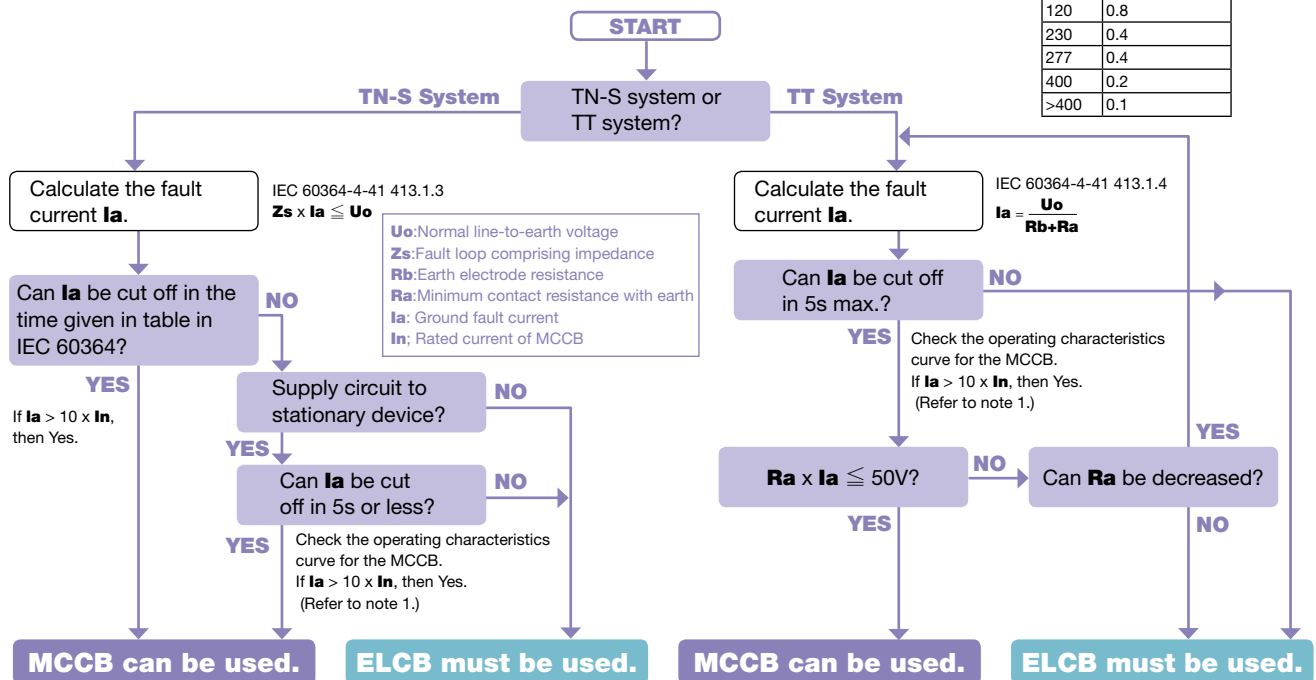 START
120 0.8
230 0.4
277 0.4
400 0.2
>400 0.1
TN-S System
TN-S system or
TT system?
TT System
Calculate the fault
current Ia.
IEC 60364-4-41 413.1.3
Zs x Ia ≦ Uo
Uo:Normal line-to-earth voltage
Zs:Fault loop comprising impedance
Rb:Earth electrode resistance
Ra:Minimum contact resistance with earth
Ia: Ground fault current
In; Rated current of MCCB
Can Ia be cut off in the
time given in table in
IEC 60364?
NO
YES
If Ia > 10 x In,
then Yes.
Supply circuit to
stationary device?
NO
YES
Can Ia be cut
off in 5s or less?
NO
YES
Check the operating characteristics
curve for the MCCB.
If Ia > 10 x In, then Yes.
(Refer to note 1.)
MCCB can be used.
ELCB must be used.
Calculate the fault
current Ia.
IEC 60364-4-41 413.1.4
Ia = Uo
Rb+Ra
Can Ia be cut off
in 5s max.?
NO
YES
Check the operating characteristics
curve for the MCCB.
If Ia > 10 x In, then Yes.
(Refer to note 1.)
Ra x Ia ≦ 50V?
NO
YES
Can Ra be decreased?
YES
NO
MCCB can be used.
ELCB must be used.